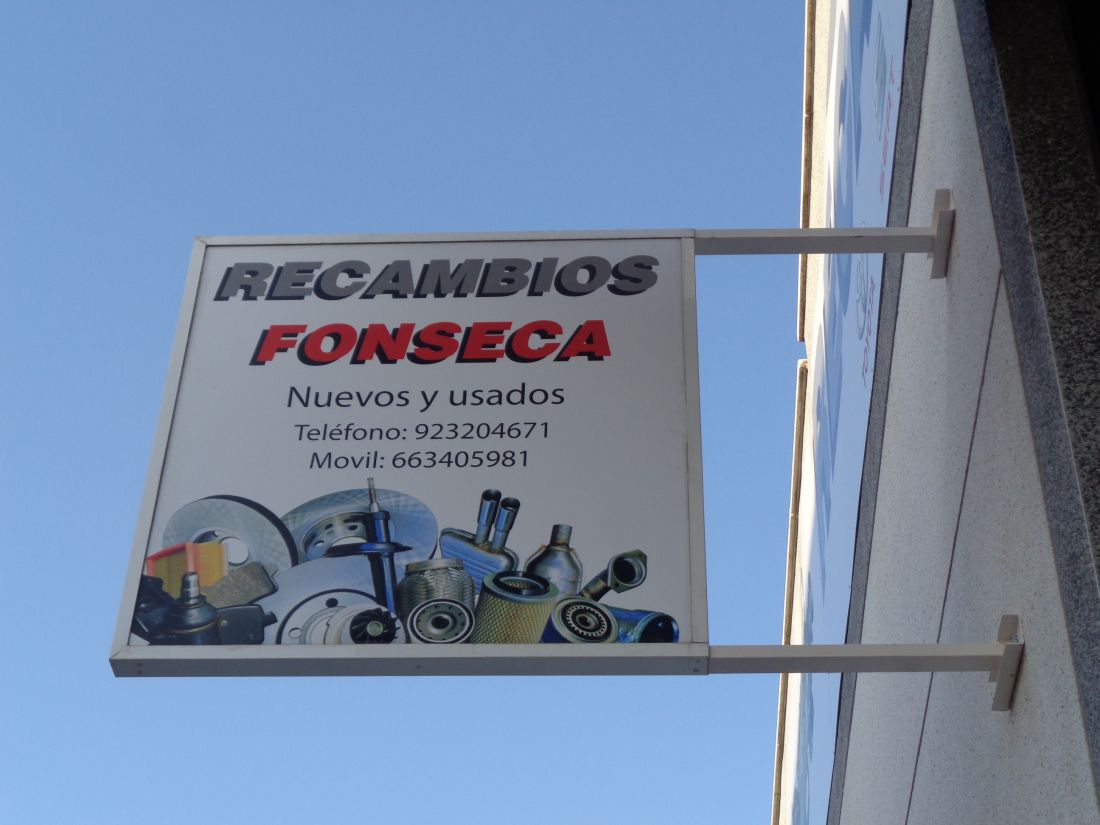 RECAMBIOS
FONSECA
Nuevos y usados
Teléfono: 923204671
Movil: 663405981